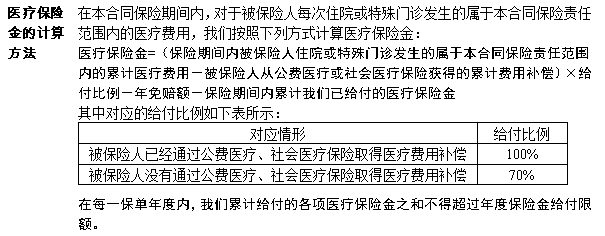 医疗保险金的计算方法
在本合同保险期间内，对于被保险人每次住院或特殊门诊发生的属于本合同保险责任
范围内的医疗费用，我们按照下列方式计算医疗保险金：
医疗保险金=（保险期间内被保险人住院或特殊门诊发生的属于本合同保险责任范围
内的累计医疗费用－被保险人从公费医疗或社会医疗保险获得的累计费用补偿）×给
付比例－年免赔额－保险期间内累计我们已给付的医疗保险金
其中对应的给付比例如下表所示：
对应情形 给付比例
被保险人已经通过公费医疗、社会医疗保险取得医疗费用补偿 100%
被保险人没有通过公费医疗、社会医疗保险取得医疗费用补偿 70%
在每一保单年度内，我们累计给付的各项医疗保险金之和不得超过年度保险金给付限
额。